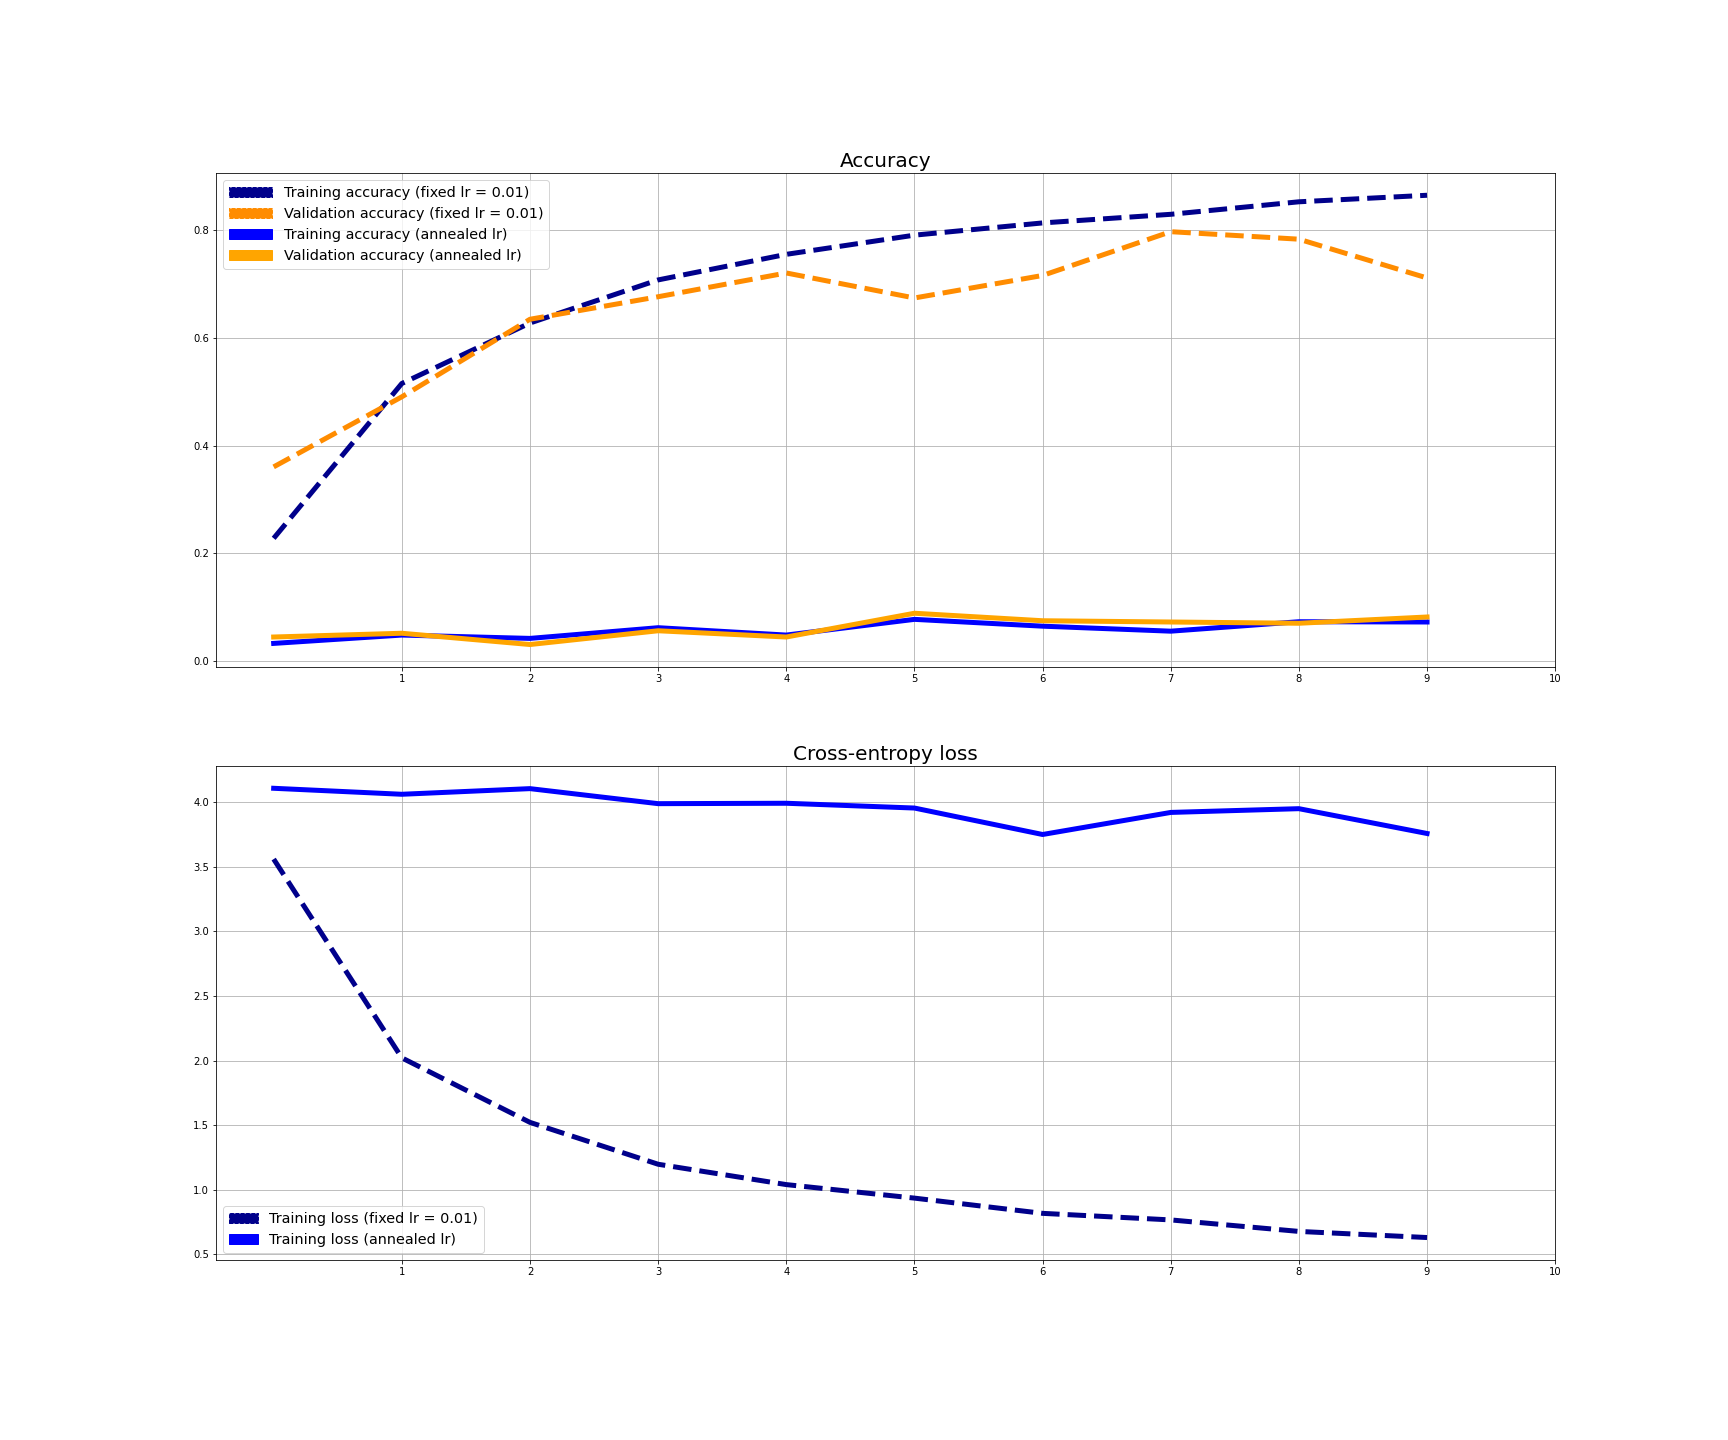 Accuracy
Training accuracy (fixed lr = 0.01)
Validation accuracy (fixed lr = 0.01)
Training accuracy (annealed lr)
Validation accuracy (annealed lr)
0.8
0.6
0.4
0.2
0.0
1 2 3 4 5 6 7 8 9 10
Cross-entropy loss
4.0
3.5
3.0
2.5
2.0
1.5
1.0
0.5
Training loss (fixed lr = 0.01)
Training loss (annealed lr)
1 2 3 4 5 6 7 8 9 10